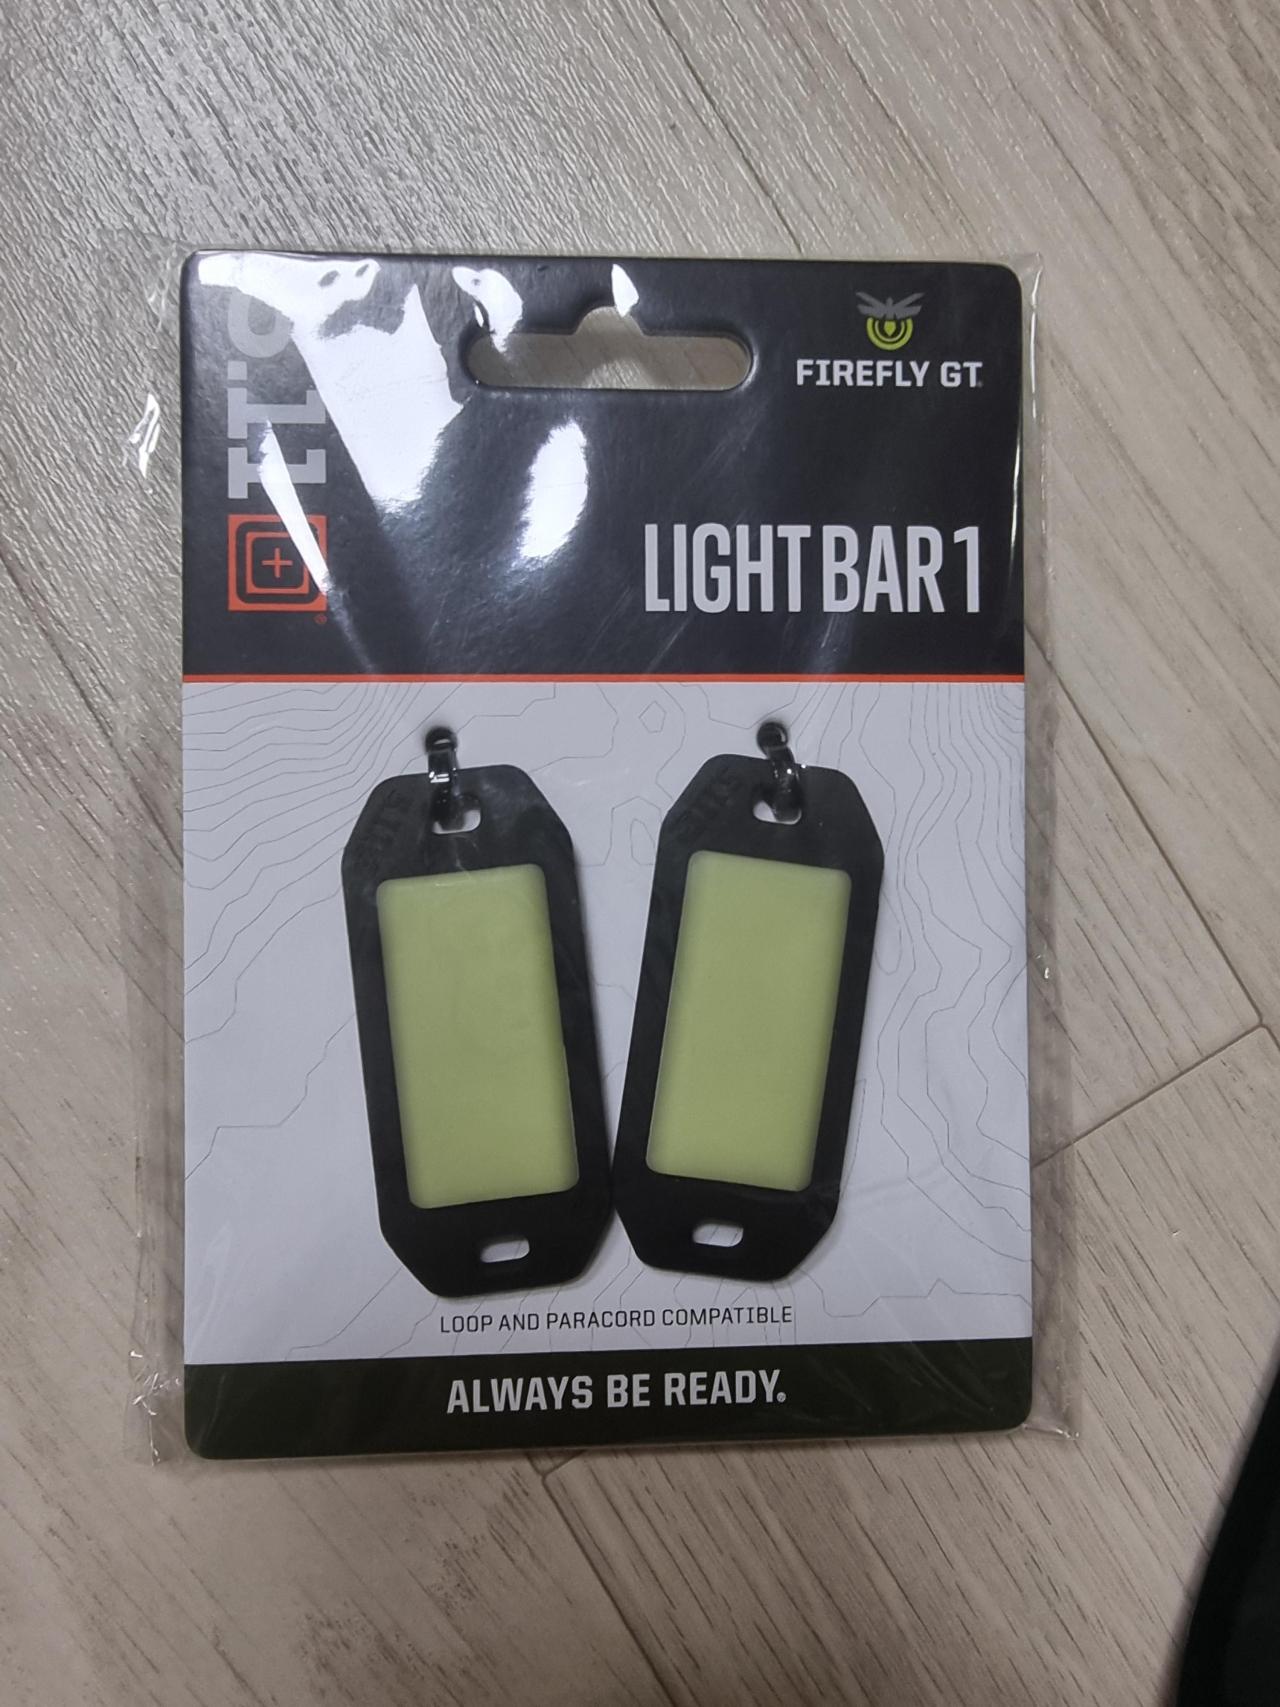 5.11
FIREFLY GT
LIGHT BAR 1
LOOP AND PARACORD COMPATIBLE
ALWAYS BE READY.®